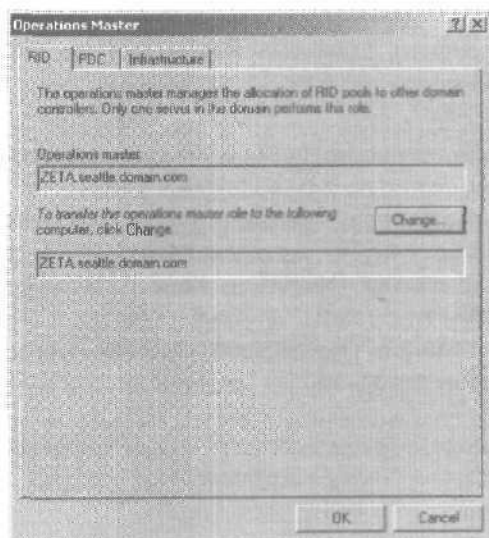 Operations Master
RID PDC Infrastructure
The operations master manages the allocation of RID pools to other domain
controllers. Only one server in the domain performs this role.
Operations master:
ZETA.seattle.domain.com
To transfer the operations master role to the following
computer, click Change.
Change...
ZETA.seattle.domain.com
OK Cancel